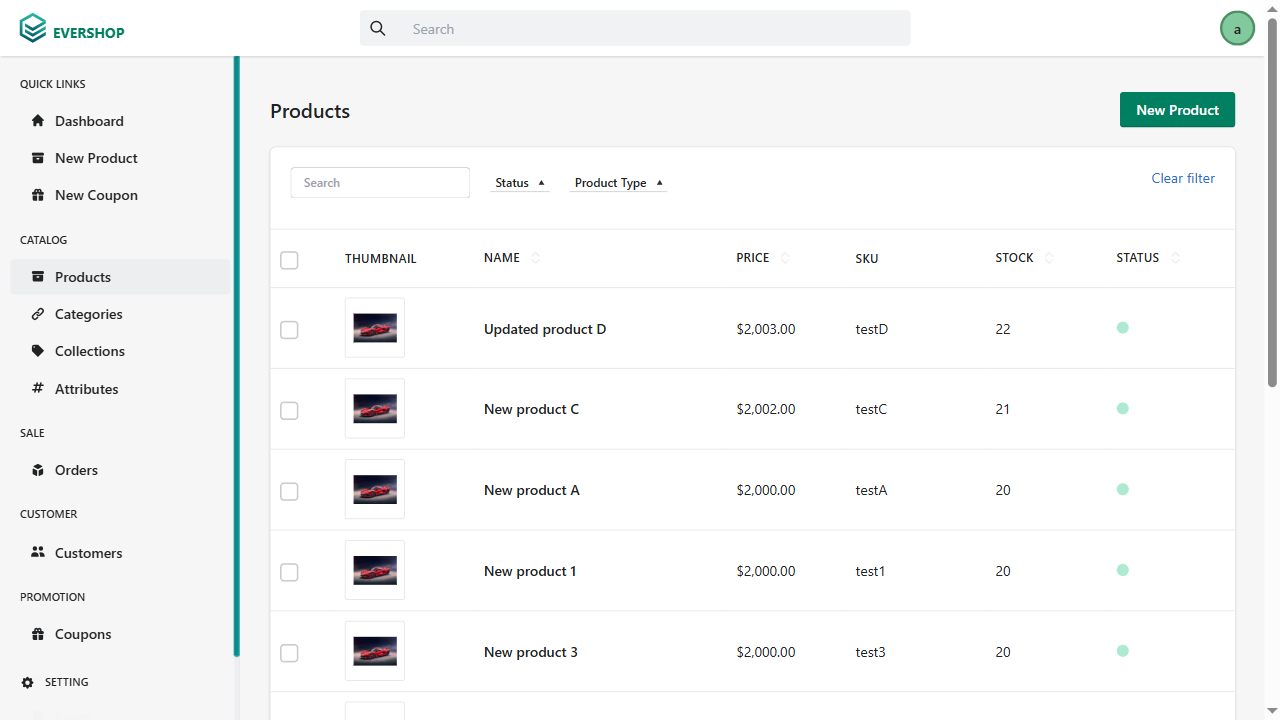 EVERSHOP
Search
a
QUICK LINKS
Dashboard
New Product
New Coupon
CATALOG
Products
Categories
Collections
Attributes
SALE
Orders
CUSTOMER
Customers
PROMOTION
Coupons
SETTING
Products
New Product
Search
Status
Product Type
Clear filter
THUMBNAIL NAME PRICE SKU STOCK STATUS
Updated product D $2,003.00 testD 22
New product C $2,002.00 testC 21
New product A $2,000.00 testA 20
New product 1 $2,000.00 test1 20
New product 3 $2,000.00 test3 20